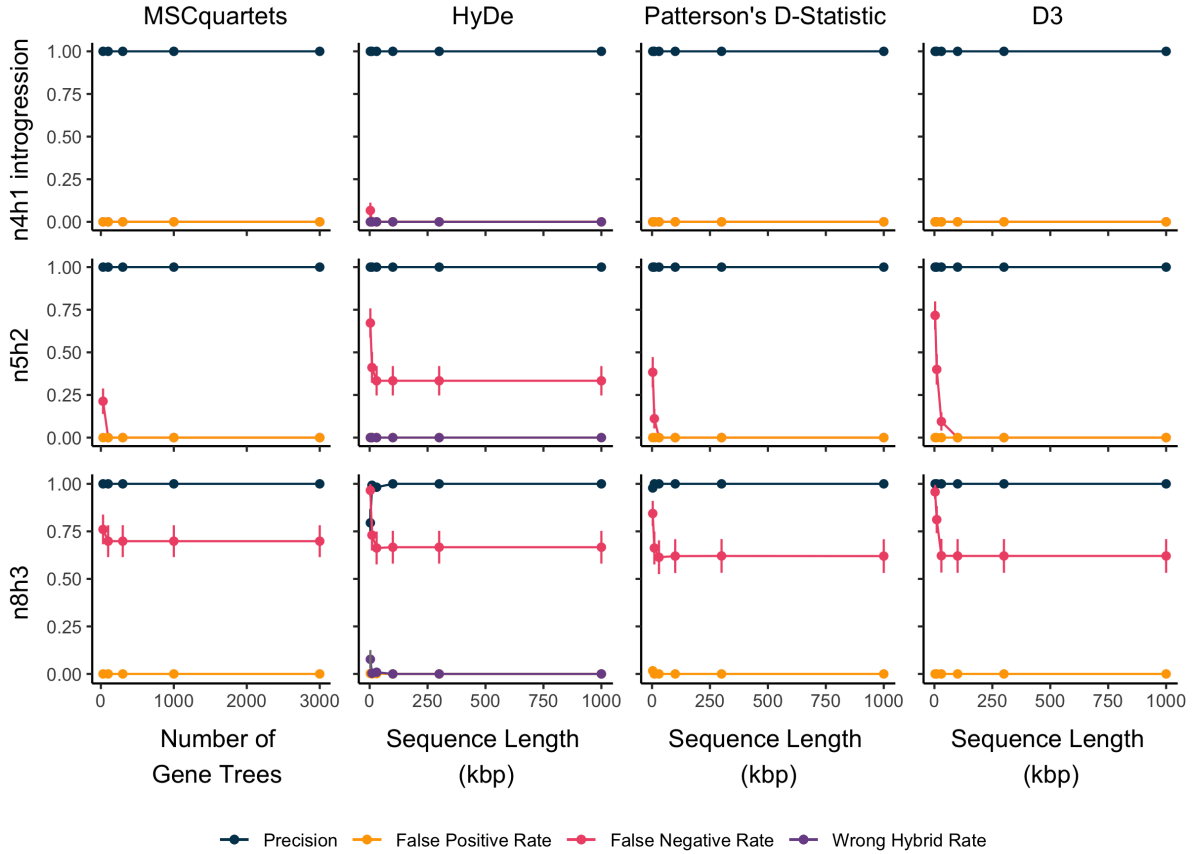 MSCquartets HyDe Patterson's D-Statistic D3
n4h1 introgression
1.00
0.75
0.50
0.25
0.00
n5h2
1.00
0.75
0.50
0.25
0.00
n8h3
1.00
0.75
0.50
0.25
0.00
0 1000 2000 3000 0 250 500 750 1000 0 250 500 750 1000 0 250 500 750 1000
Number of Sequence Length Sequence Length Sequence Length
Gene Trees (kbp) (kbp) (kbp)
Precision False Positive Rate False Negative Rate Wrong Hybrid Rate